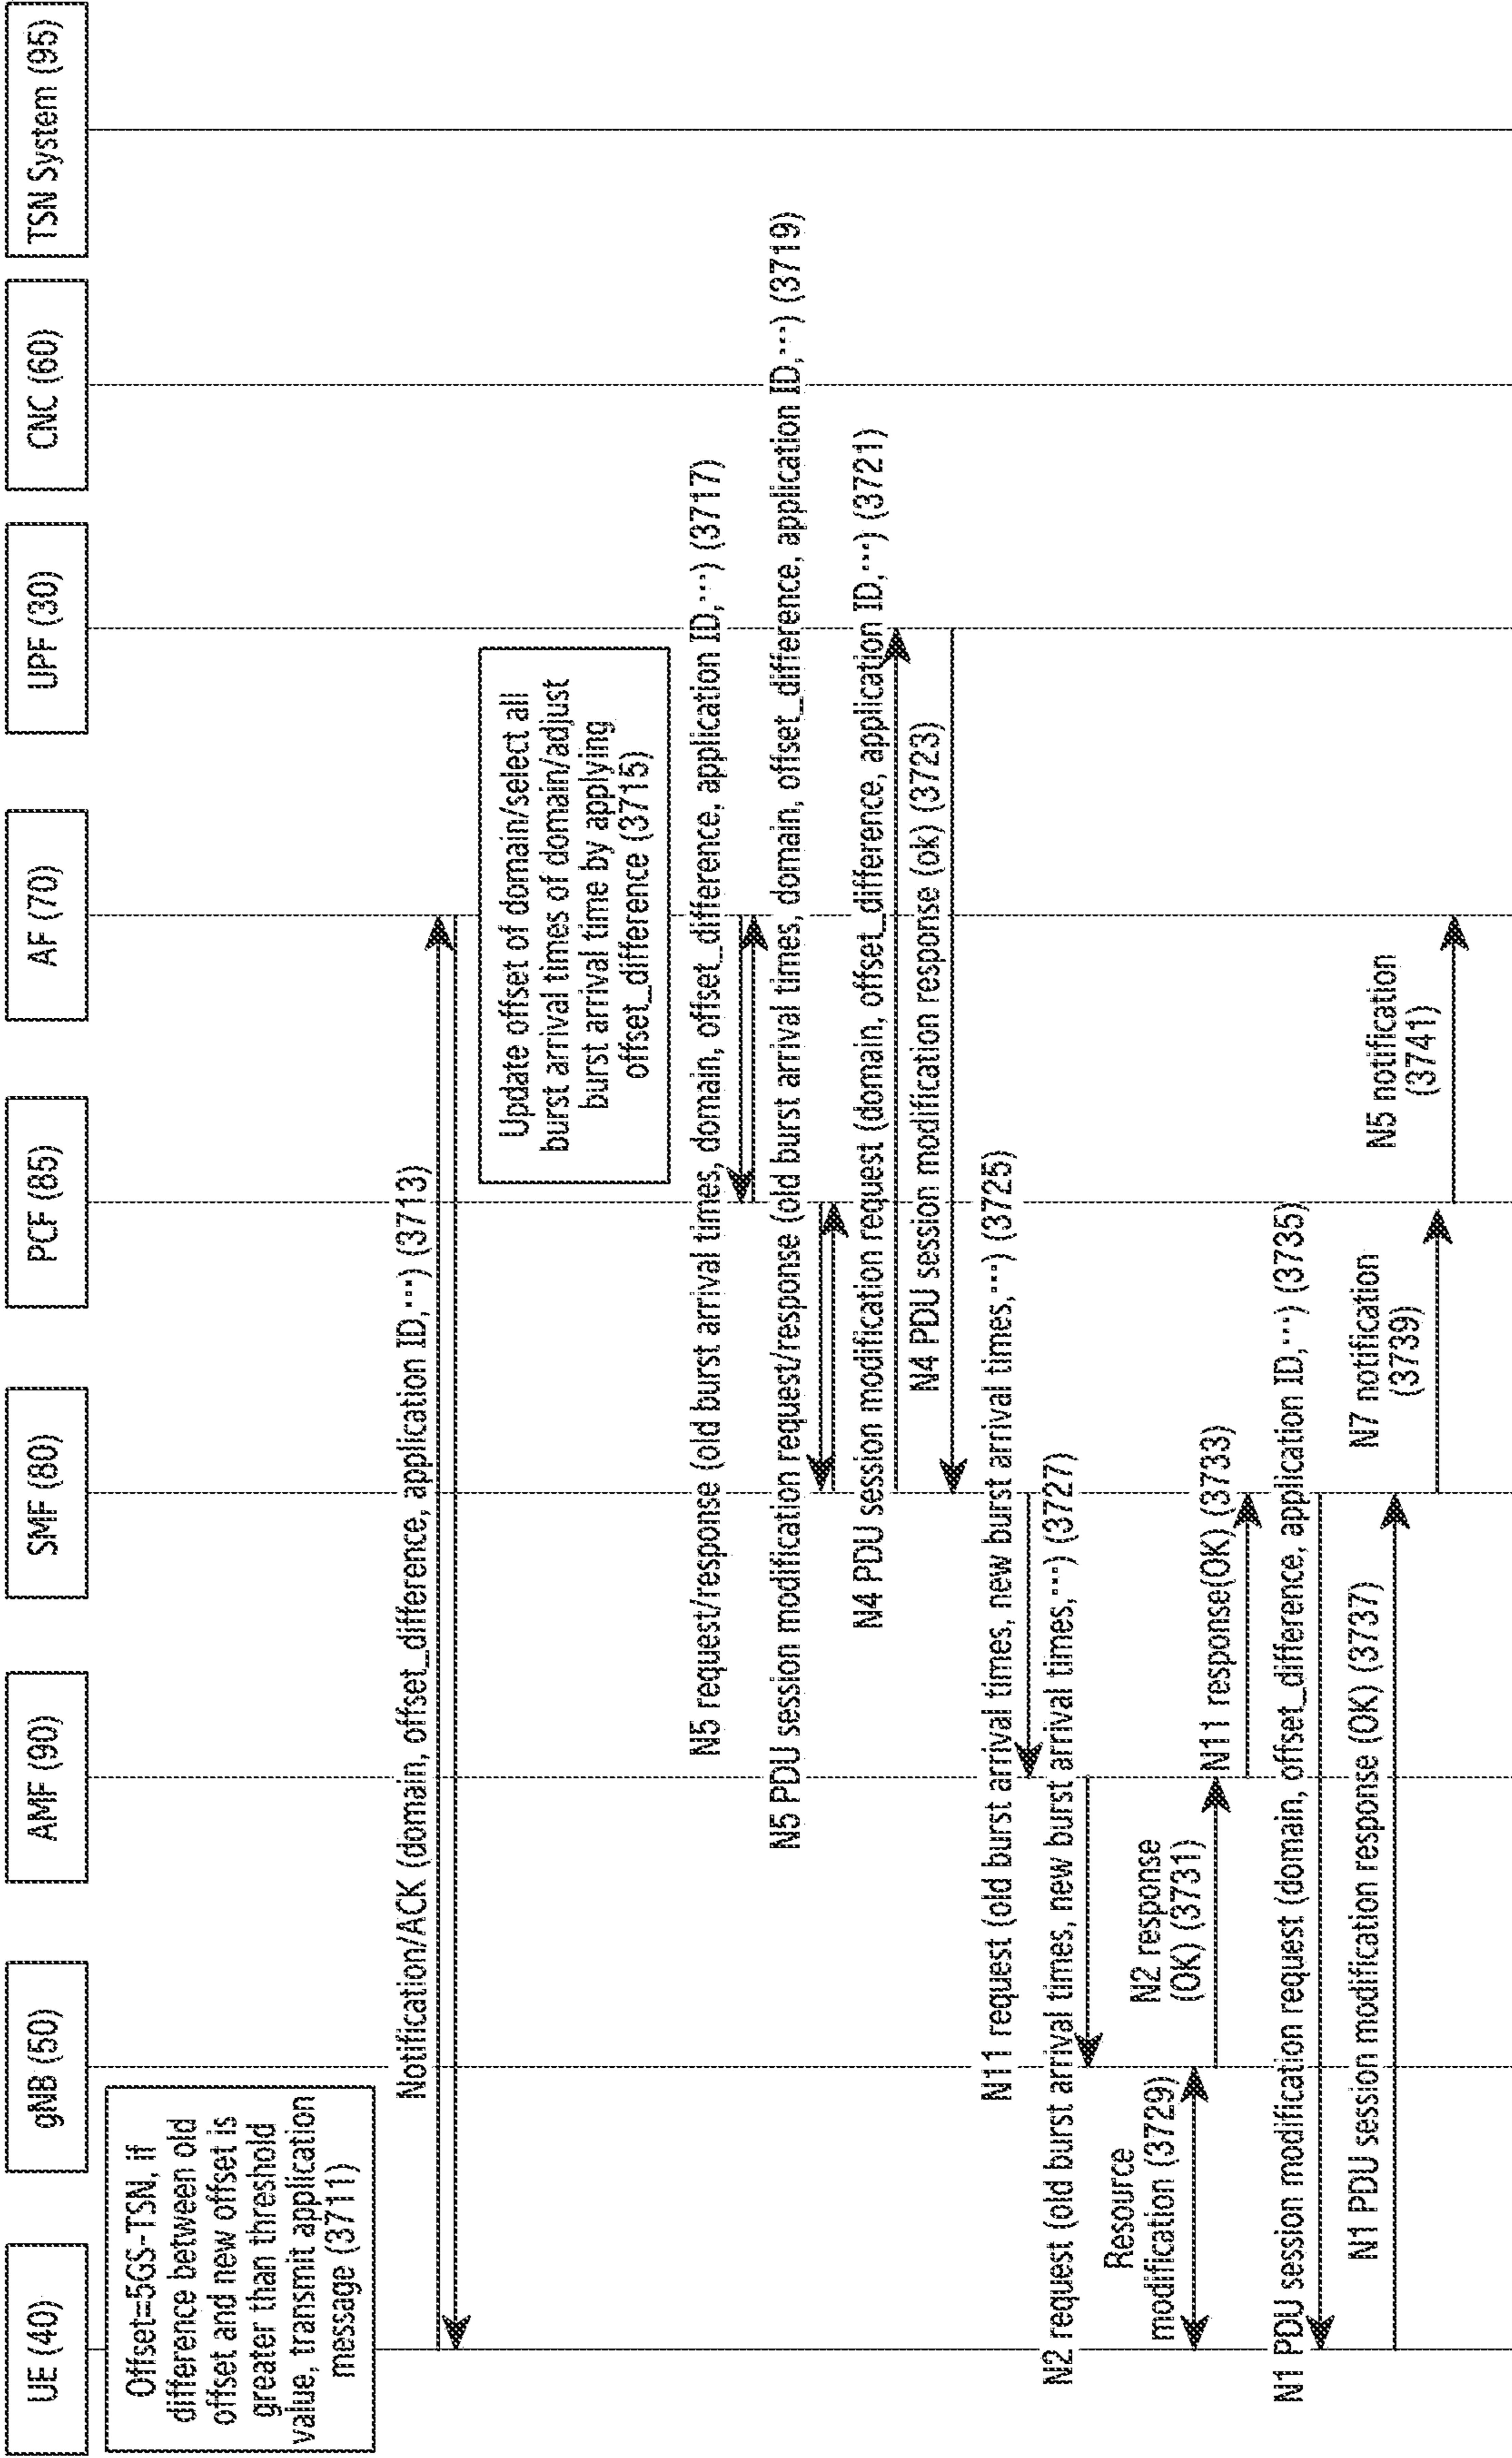 UE (40)
gNB (50)
AMF (90)
SMF (80)
PCF (85)
AF (70)
UPF (30)
CNC (60)
TSN System (95)
Offset=5GS-TSN, if
difference between old
offset and new offset is
greater than threshold
value, transmit application
message (3711)
Notification/ACK (domain, offset_difference, application ID,···) (3713)
Update offset of domain/select all
burst arrival times of domain/adjust
burst arrival time by applying
offset_difference (3715)
N5 request/response (old burst arrival times, domain, offset_difference, application ID,···) (3717)
N5 PDU session modification request/response (old burst arrival times, domain, offset_difference, application ID,···) (3719)
N4 PDU session modification request (domain, offset_difference, application ID,···) (3721)
N4 PDU session modification response (ok) (3723)
N11 request (old burst arrival times, new burst arrival times,···) (3725)
N2 request (old burst arrival times, new burst arrival times,···) (3727)
Resource
modification (3729)
N2 response
(OK) (3731)
N11 response(OK) (3733)
N1 PDU session modification request (domain, offset_difference, application ID,···) (3735)
N1 PDU session modification response (OK) (3737)
N7 notification
(3739)
N5 notification
(3741)